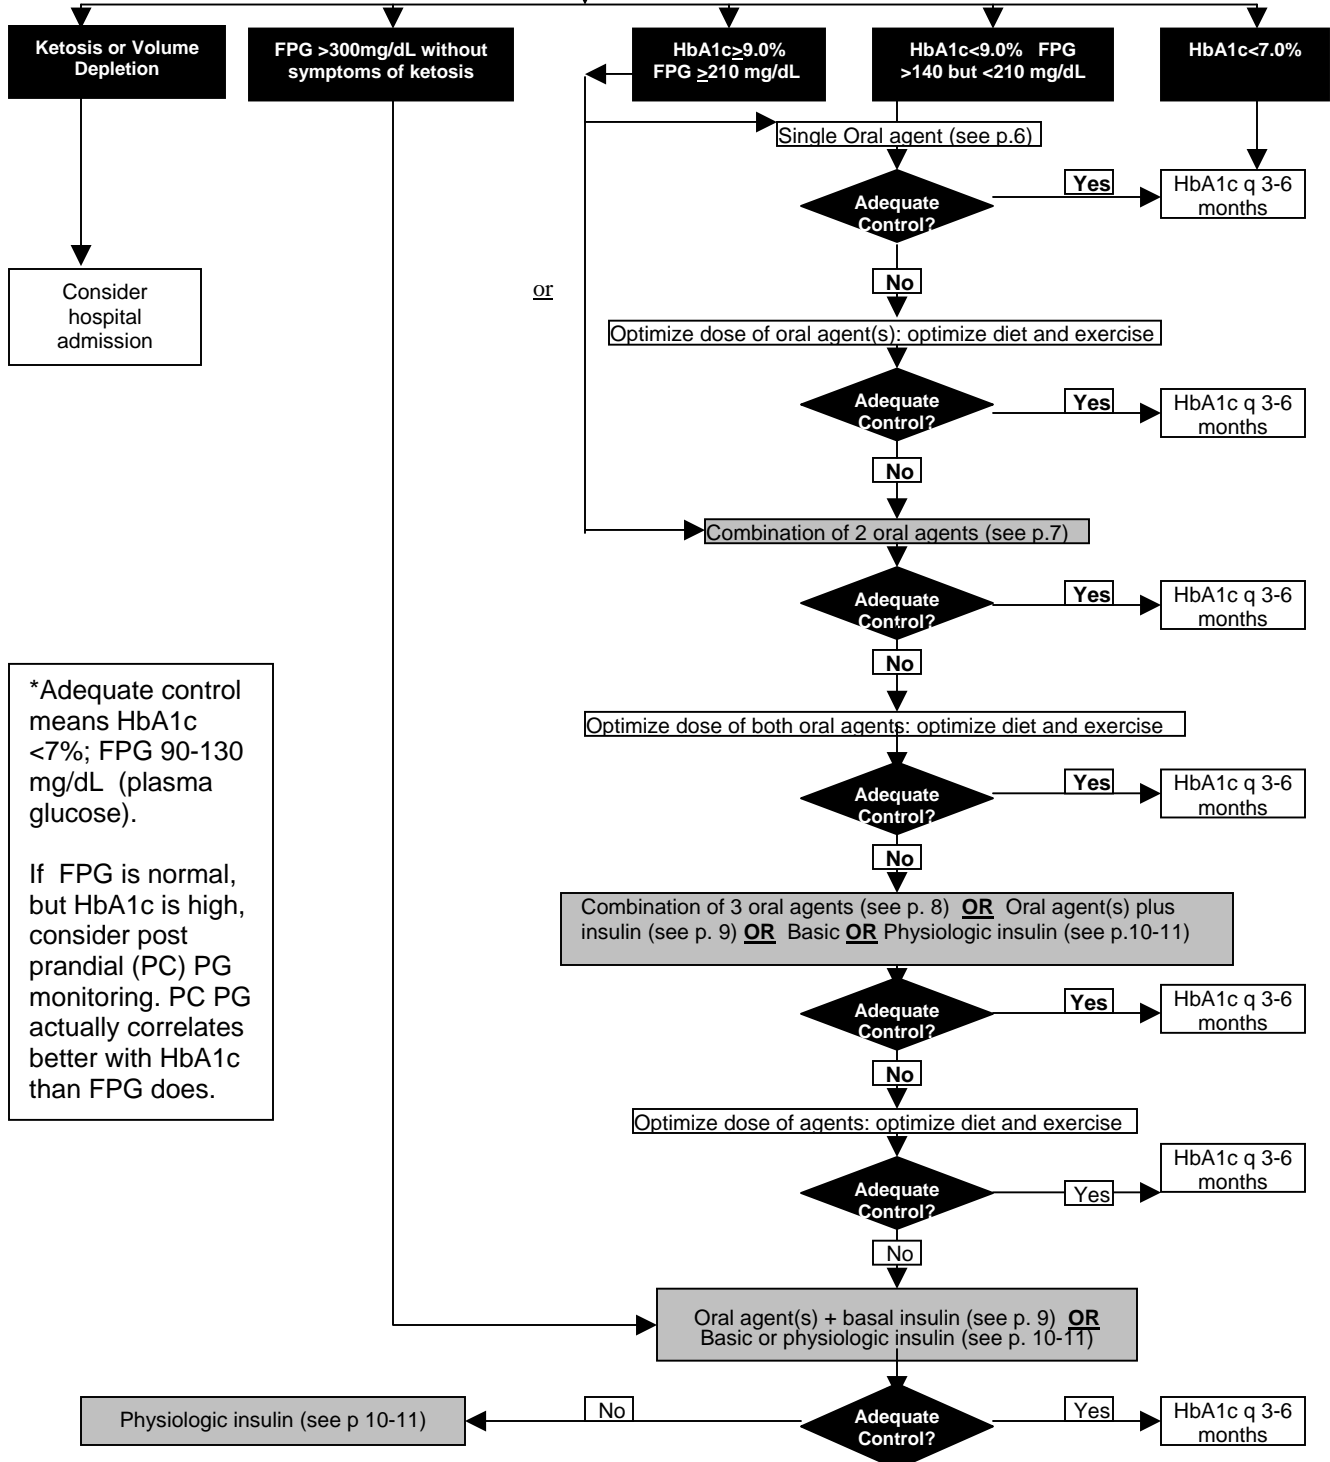 Ketosis or Volume
Depletion
FPG >300mg/dL without
symptoms of ketosis
HbA1c≥9.0%
FPG ≥210 mg/dL
HbA1c<9.0% FPG
>140 but <210 mg/dL
HbA1c<7.0%
Single Oral agent (see p.6)
Adequate
Control?
Yes
HbA1c q 3-6
months
Consider
hospital
admission
No
or
Optimize dose of oral agent(s): optimize diet and exercise
Adequate
Control?
Yes
HbA1c q 3-6
months
No
Combination of 2 oral agents (see p.7)
Adequate
Control?
Yes
HbA1c q 3-6
months
No
*Adequate control
means HbA1c
<7%; FPG 90-130
mg/dL (plasma
glucose).
If FPG is normal,
but HbA1c is high,
consider post
prandial (PC) PG
monitoring. PC PG
actually correlates
better with HbA1c
than FPG does.
Optimize dose of both oral agents: optimize diet and exercise
Adequate
Control?
Yes
HbA1c q 3-6
months
No
Combination of 3 oral agents (see p. 8) OR Oral agent(s) plus
insulin (see p. 9) OR Basic OR Physiologic insulin (see p.10-11)
Adequate
Control?
Yes
HbA1c q 3-6
months
No
Optimize dose of agents: optimize diet and exercise
Adequate
Control?
Yes
HbA1c q 3-6
months
No
Oral agent(s) + basal insulin (see p. 9) OR
Basic or physiologic insulin (see p. 10-11)
Adequate
Control?
Yes
HbA1c q 3-6
months
No
Physiologic insulin (see p 10-11)